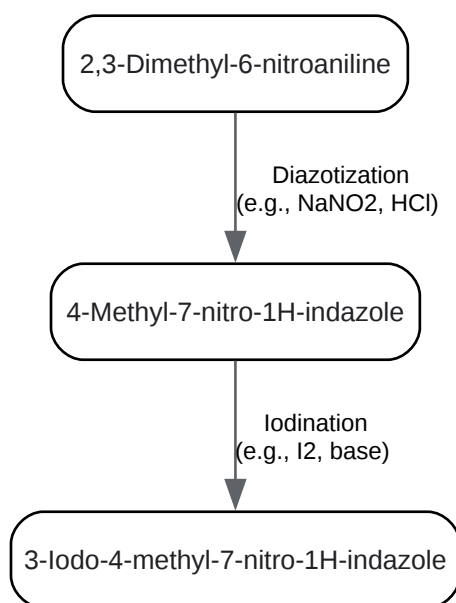 2,3-Dimethyl-6-nitroaniline
Diazotization
(e.g., NaNO2, HCl)
4-Methyl-7-nitro-1H-indazole
Iodination
(e.g., I2, base)
3-Iodo-4-methyl-7-nitro-1H-indazole